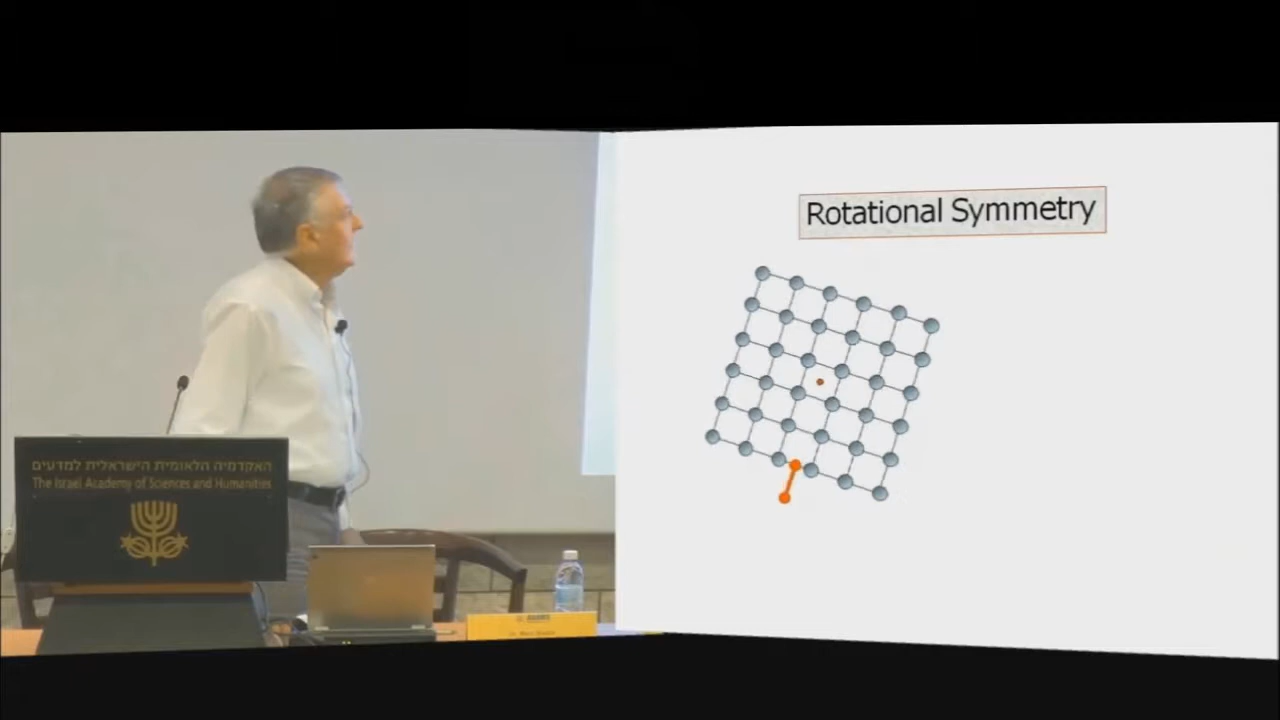 Rotational Symmetry
האקדמיה הלאומית הישראלית למדעים
The Israel Academy of Sciences and Humanities